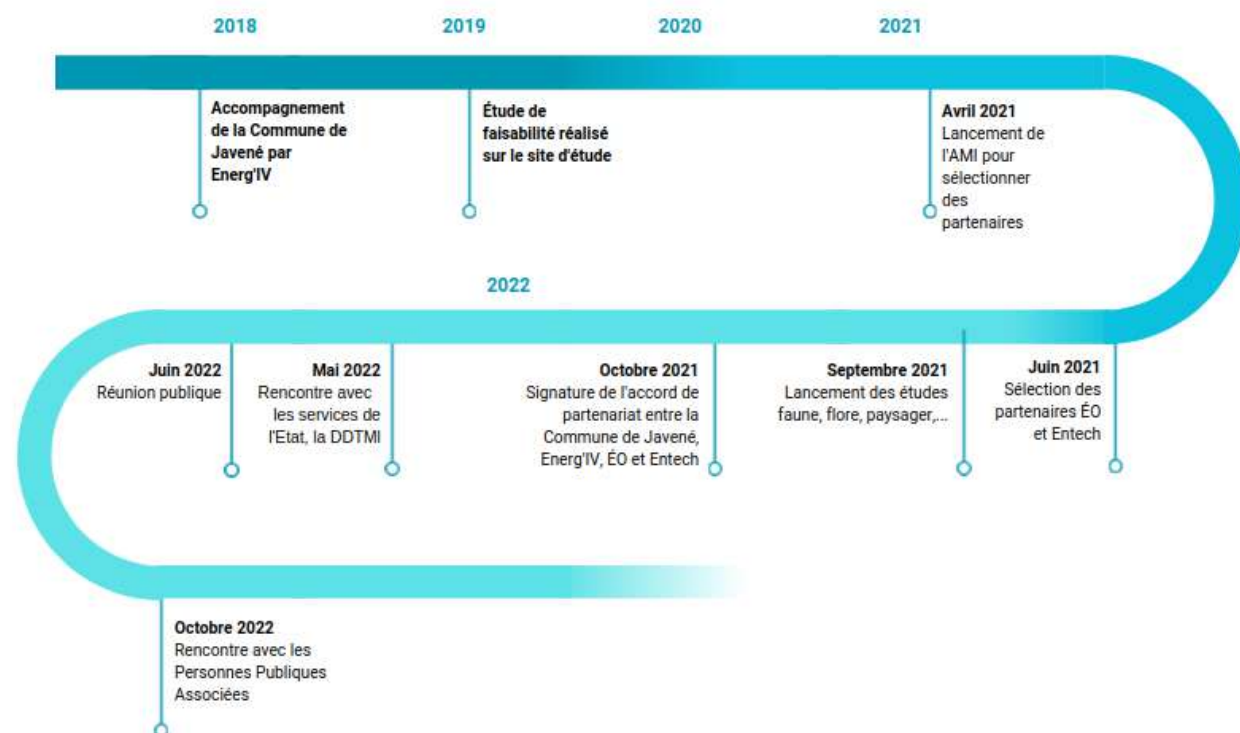 2018
2019
2020
2021
Accompagnement
de la Commune de
Javené par
Energ'IV
Étude de
faisabilité réalisé
sur le site d'étude
Avril 2021
Lancement de
l'AMI pour
sélectionner
des
partenaires
2022
Juin 2022
Réunion publique
Mai 2022
Rencontre avec
les services de
l'Etat, la DDTMI
Octobre 2021
Signature de l'accord de
partenariat entre la
Commune de Javené,
Energ'IV, ÉO et Entech
Septembre 2021
Lancement des études
faune, flore, paysager,...
Juin 2021
Sélection des
partenaires ÉO
et Entech
Octobre 2022
Rencontre avec les
Personnes Publiques
Associées